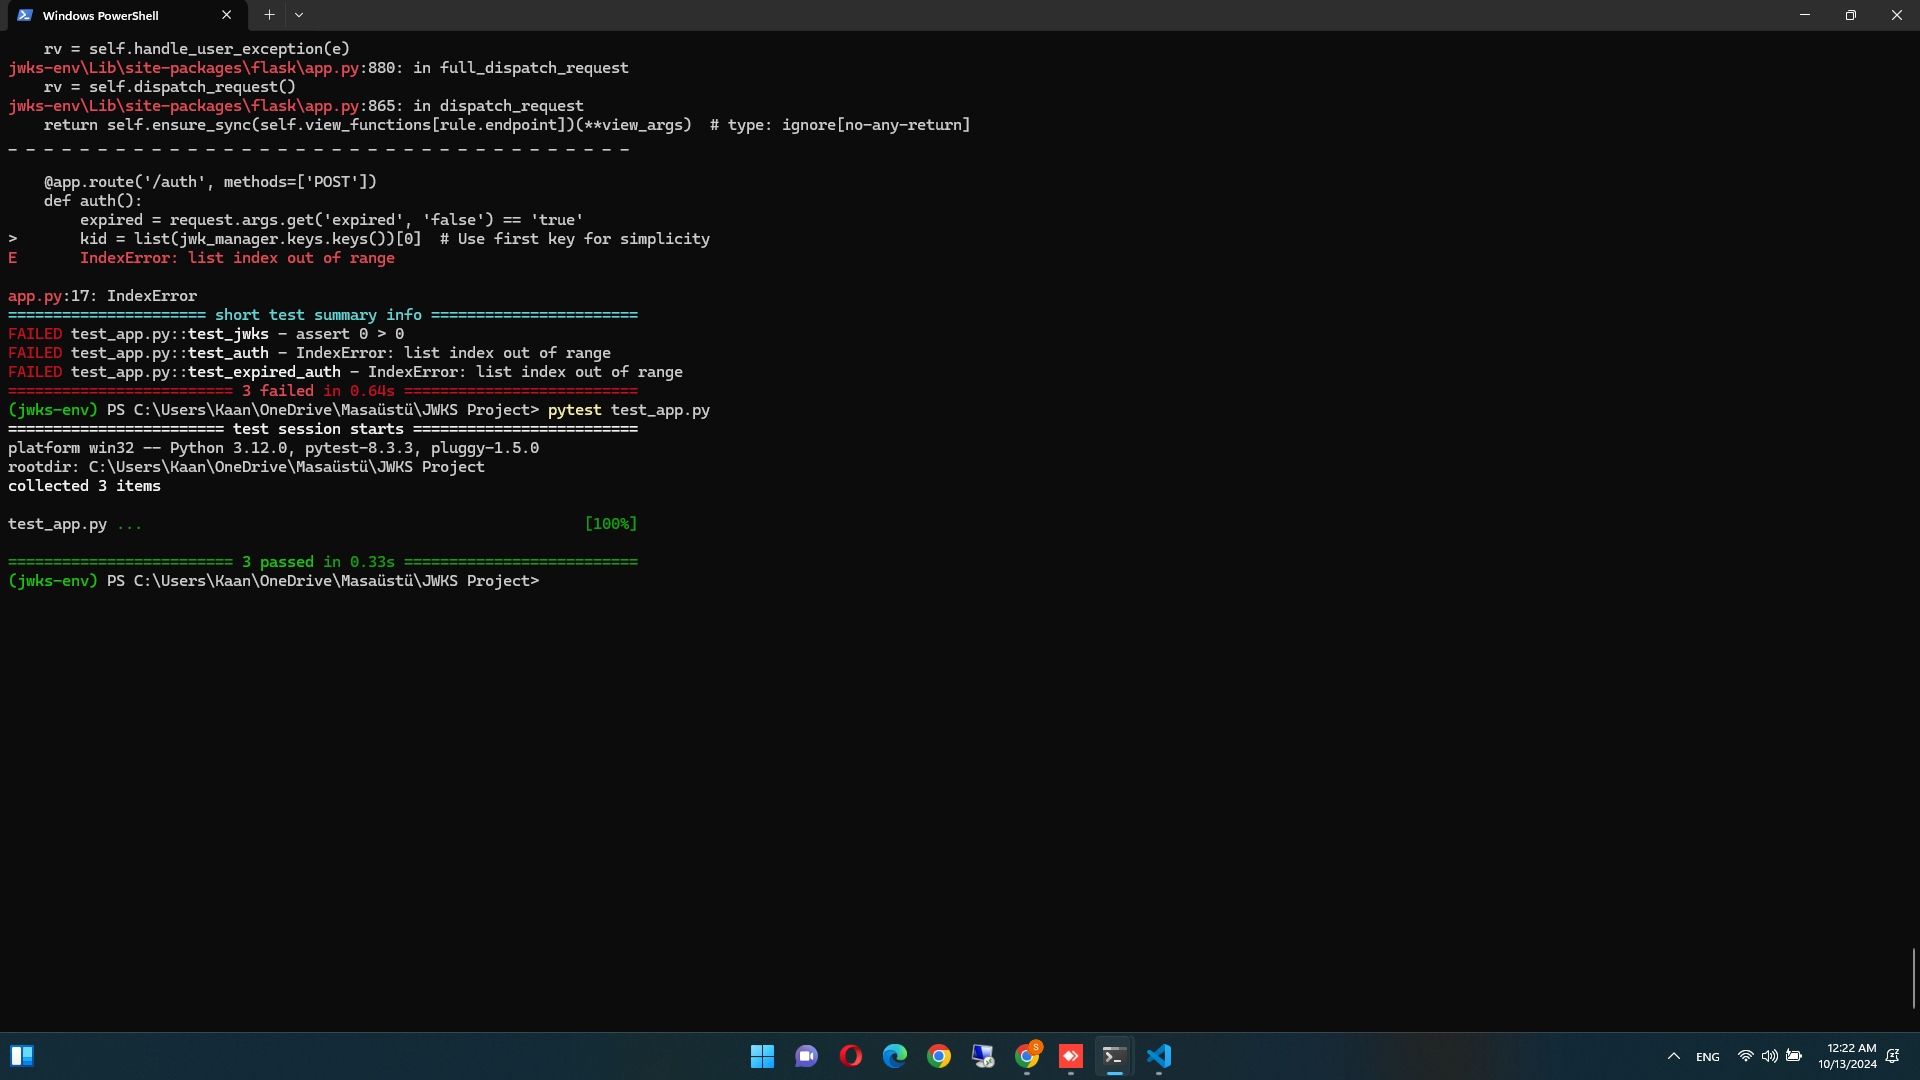 Windows PowerShell
    rv = self.handle_user_exception(e)
jwks-env\Lib\site-packages\flask\app.py:880: in full_dispatch_request
    rv = self.dispatch_request()
jwks-env\Lib\site-packages\flask\app.py:865: in dispatch_request
    return self.ensure_sync(self.view_functions[rule.endpoint])(**view_args)  # type: ignore[no-any-return]
_ _ _ _ _ _ _ _ _ _ _ _ _ _ _ _ _ _ _ _ _ _ _ _ _ _ _ _ _ _ _ _ _ _ _
    @app.route('/auth', methods=['POST'])
    def auth():
        expired = request.args.get('expired', 'false') == 'true'
>       kid = list(jwk_manager.keys.keys())[0]  # Use first key for simplicity
E       IndexError: list index out of range
app.py:17: IndexError
====================== short test summary info =======================
FAILED test_app.py::test_jwks - assert 0 > 0
FAILED test_app.py::test_auth - IndexError: list index out of range
FAILED test_app.py::test_expired_auth - IndexError: list index out of range
========================= 3 failed in 0.64s ==========================
(jwks-env) PS C:\Users\Kaan\OneDrive\Masaüstü\JWKS Project> pytest test_app.py
======================== test session starts =========================
platform win32 -- Python 3.12.0, pytest-8.3.3, pluggy-1.5.0
rootdir: C:\Users\Kaan\OneDrive\Masaüstü\JWKS Project
collected 3 items
test_app.py ...                                                 [100%]
========================= 3 passed in 0.33s ==========================
(jwks-env) PS C:\Users\Kaan\OneDrive\Masaüstü\JWKS Project>
S
ENG
12:22 AM
10/13/2024